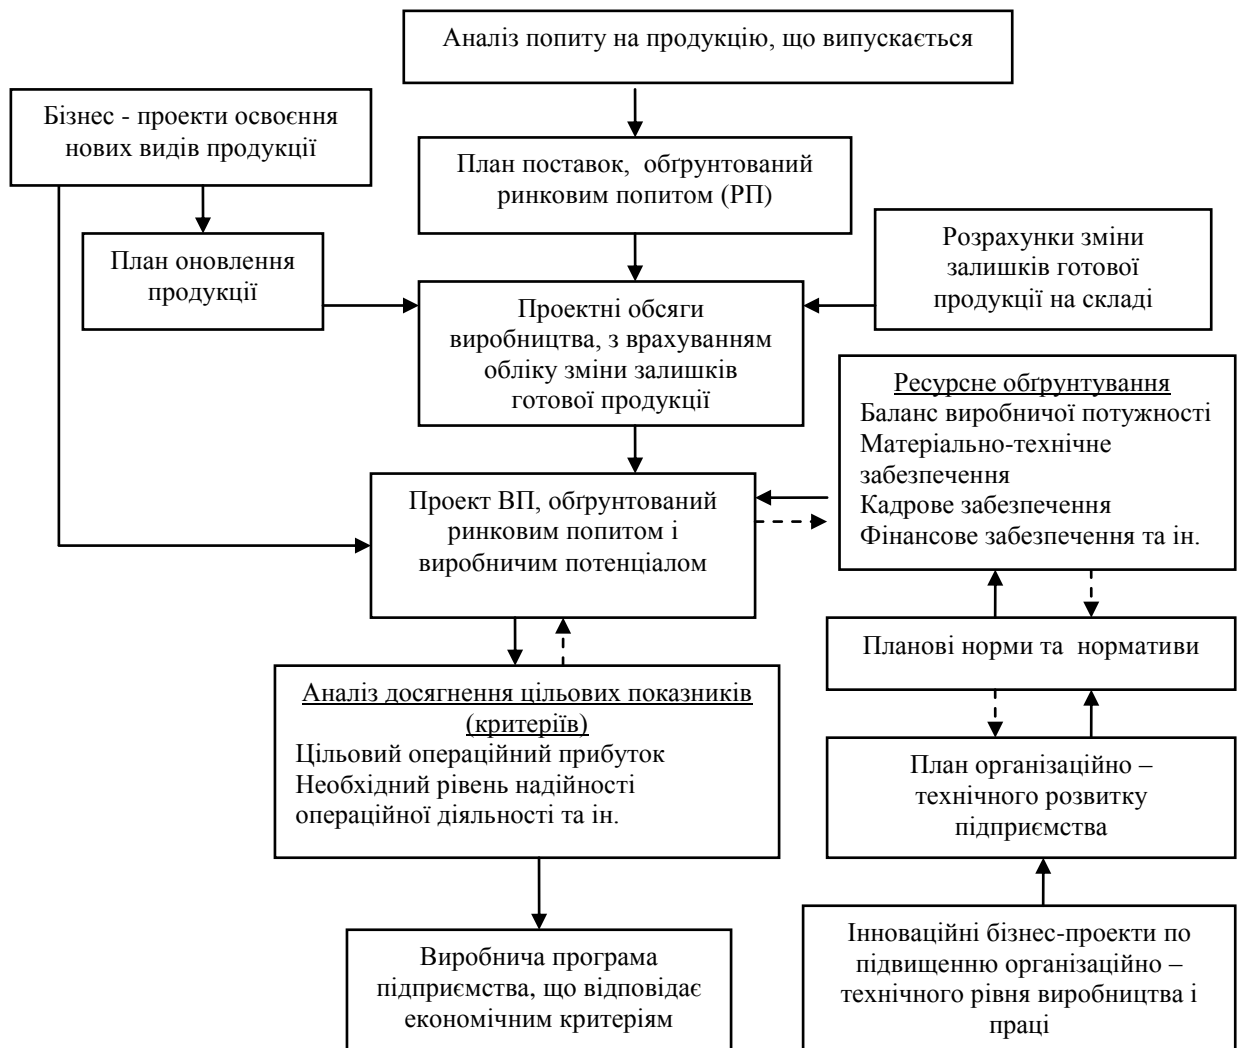 Аналіз попиту на продукцію, що випускається
Бізнес - проекти освоєння
нових видів продукції
План поставок, обґрунтований
ринковим попитом (РП)
План оновлення
продукції
Розрахунки зміни
залишків готової
продукції на складі
Проектні обсяги
виробництва, з врахуванням
обліку зміни залишків
готової продукції
Ресурсне обґрунтування
Баланс виробничої потужності
Матеріально-технічне
забезпечення
Кадрове забезпечення
Фінансове забезпечення та ін.
Проект ВП, обґрунтований
ринковим попитом і
виробничим потенціалом
Планові норми та нормативи
Аналіз досягнення цільових показників
(критеріїв)
Цільовий операційний прибуток
Необхідний рівень надійності
операційної діяльності та ін.
План організаційно –
технічного розвитку
підприємства
Виробнича програма
підприємства, що відповідає
економічним критеріям
Інноваційні бізнес-проекти по
підвищенню організаційно –
технічного рівня виробництва і
праці